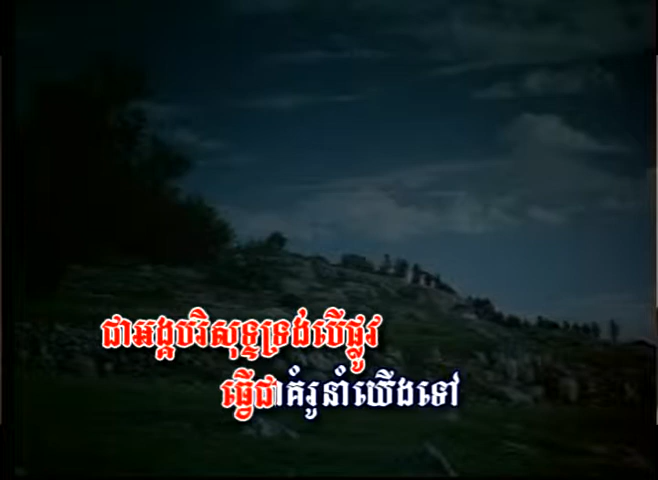 ជាអង្គបរិសុទ្ធទ្រង់បើផ្លូវ
ធ្វើជាគំរូនាំយើងទៅ